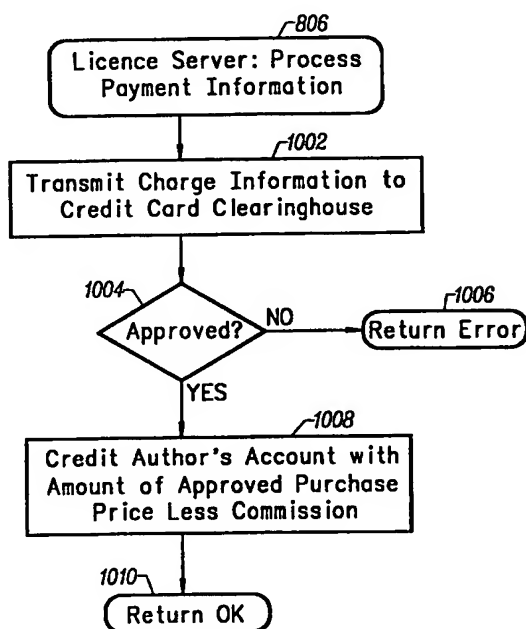 806
Licence Server: Process
Payment Information
1002
Transmit Charge Information to
Credit Card Clearinghouse
1004
Approved?
NO
1006
Return Error
YES
1008
Credit Author's Account with
Amount of Approved Purchase
Price Less Commission
1010
Return OK